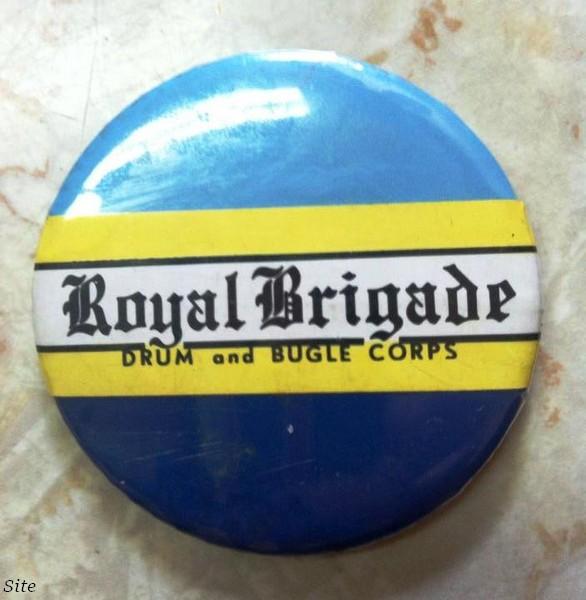 Royal Brigade
DRUM and BUGLE CORPS
Site